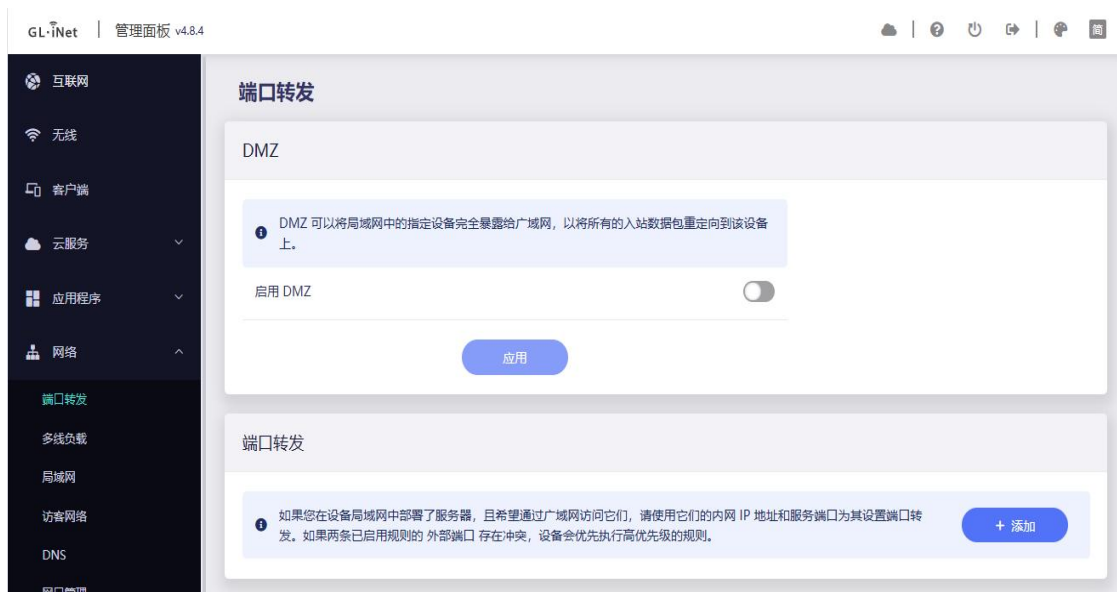 GL·iNet | 管理面板 v4.8.4
简
互联网
无线
客户端
云服务
应用程序
网络
端口转发
多线负载
局域网
访客网络
DNS
网口管理
端口转发
DMZ
DMZ 可以将局域网中的指定设备完全暴露给广域网，以将所有的入站数据包重定向到该设备
上。
启用 DMZ
应用
端口转发
如果您在设备局域网中部署了服务器，且希望通过广域网访问它们，请使用它们的内网 IP 地址和服务端口为其设置端口转
发。如果两条已启用规则的 外部端口 存在冲突，设备会优先执行高优先级的规则。
+ 添加